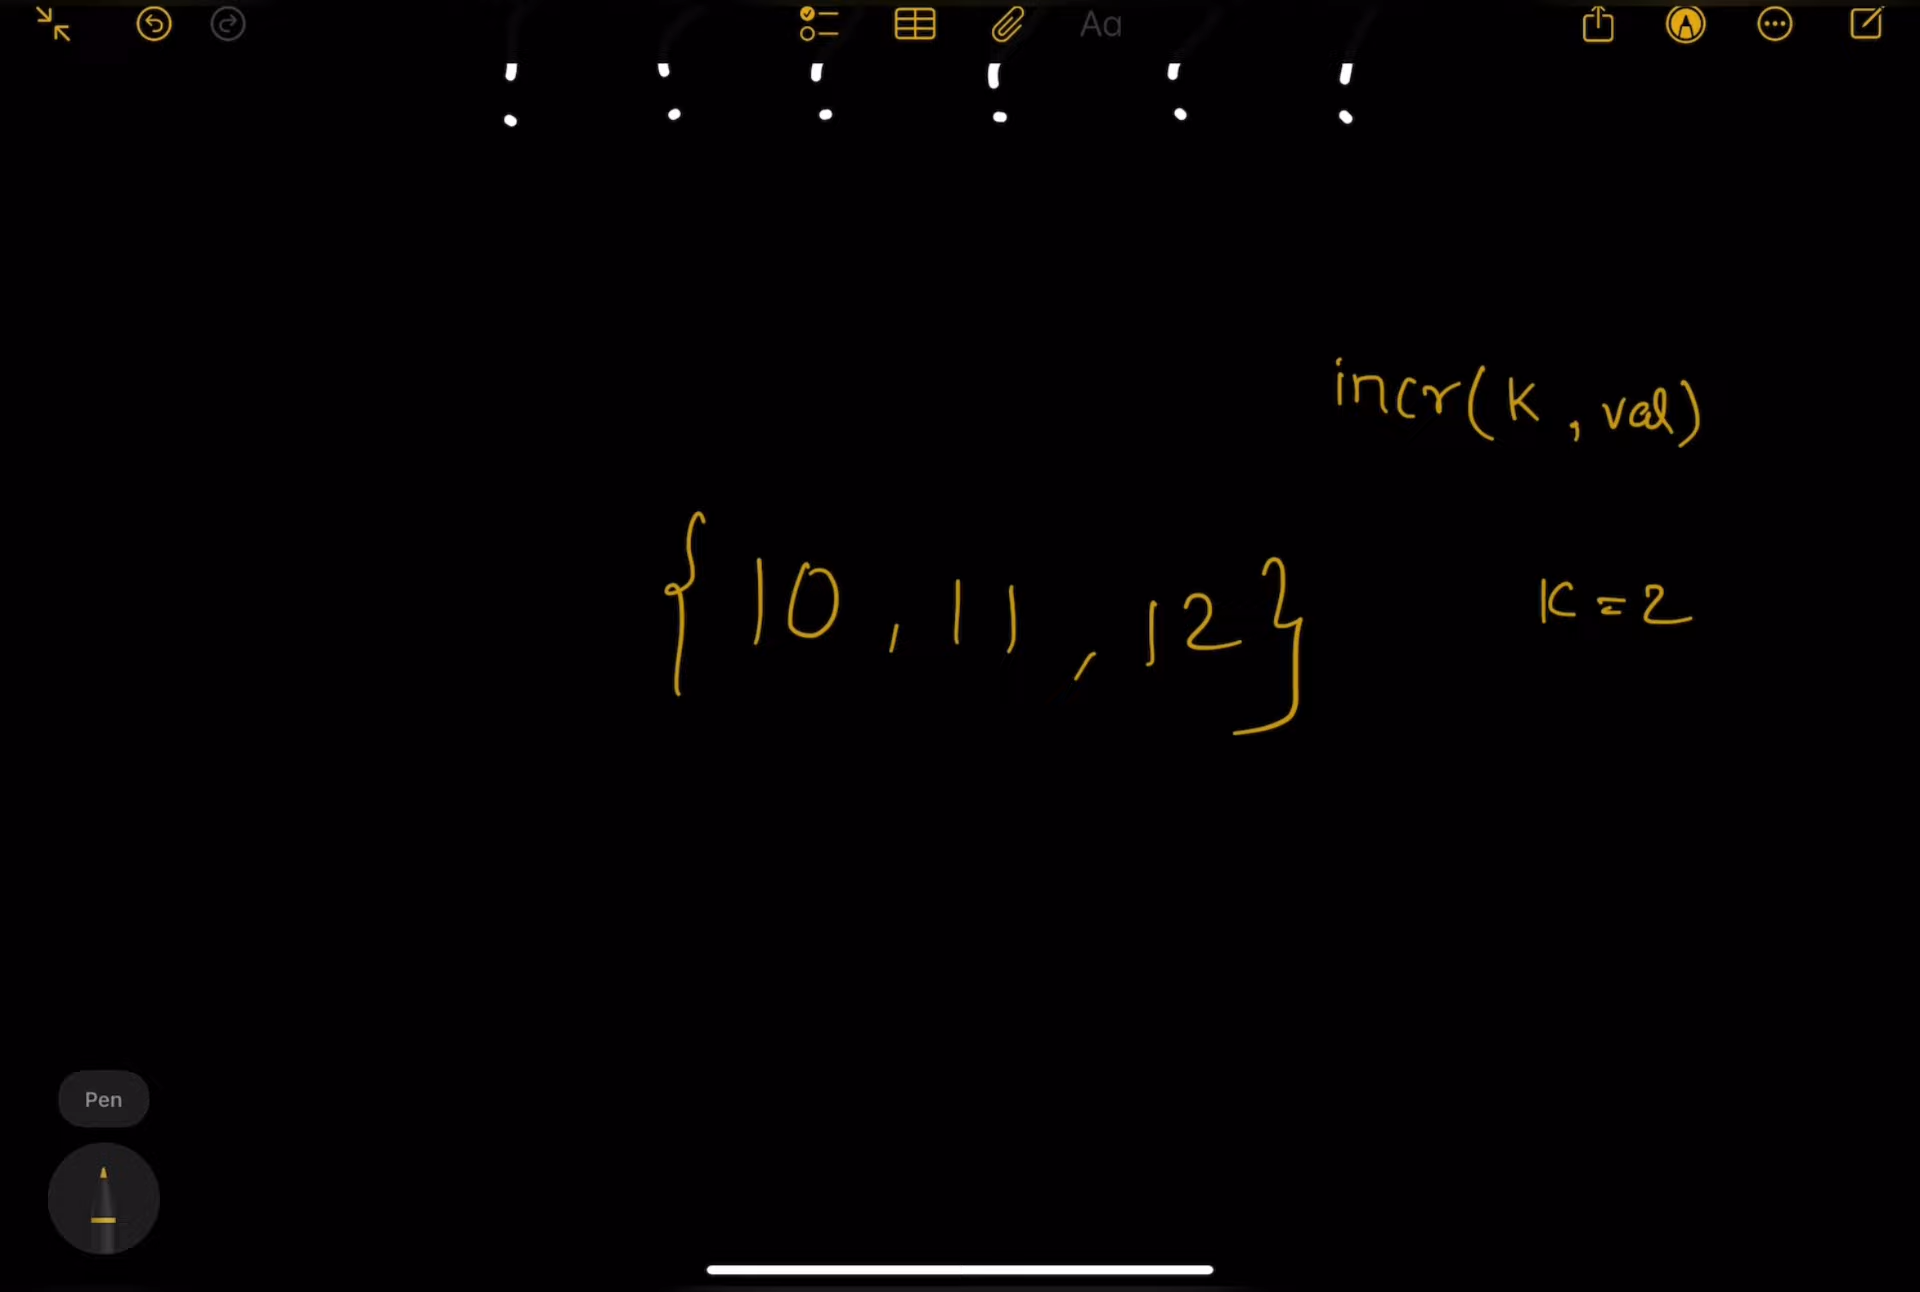 Aa
incr(K, val)
{10, 11, 12}
K = 2
Pen